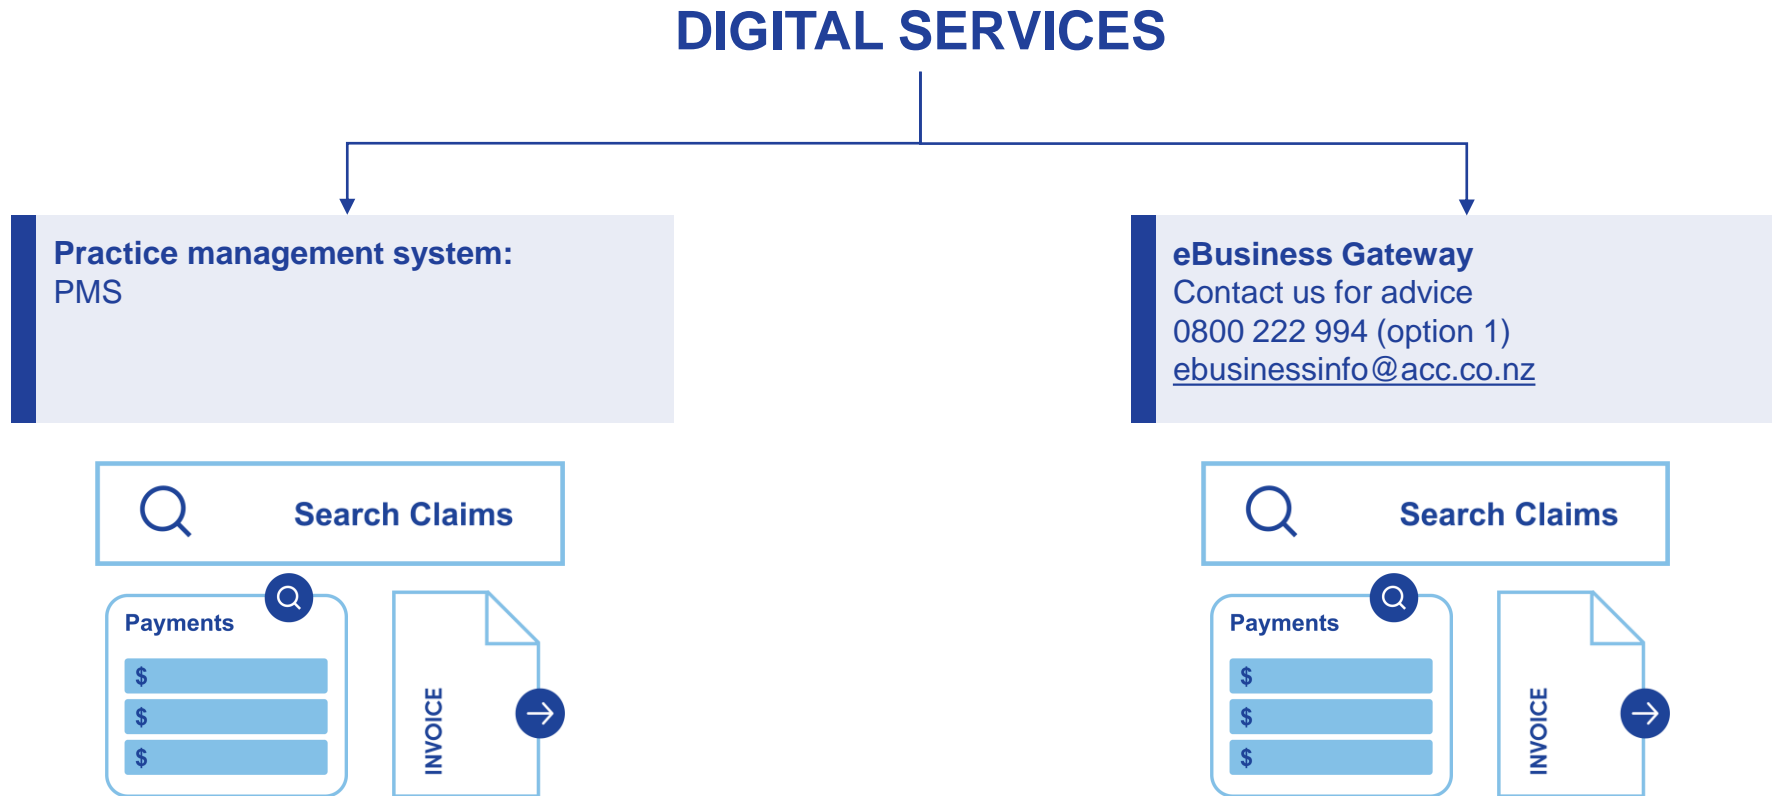 DIGITAL SERVICES
Practice management system:
PMS
eBusiness Gateway
Contact us for advice
0800 222 994 (option 1)
ebusinessinfo@acc.co.nz
Search Claims
Payments
$
$
$
INVOICE
Search Claims
Payments
$
$
$
INVOICE